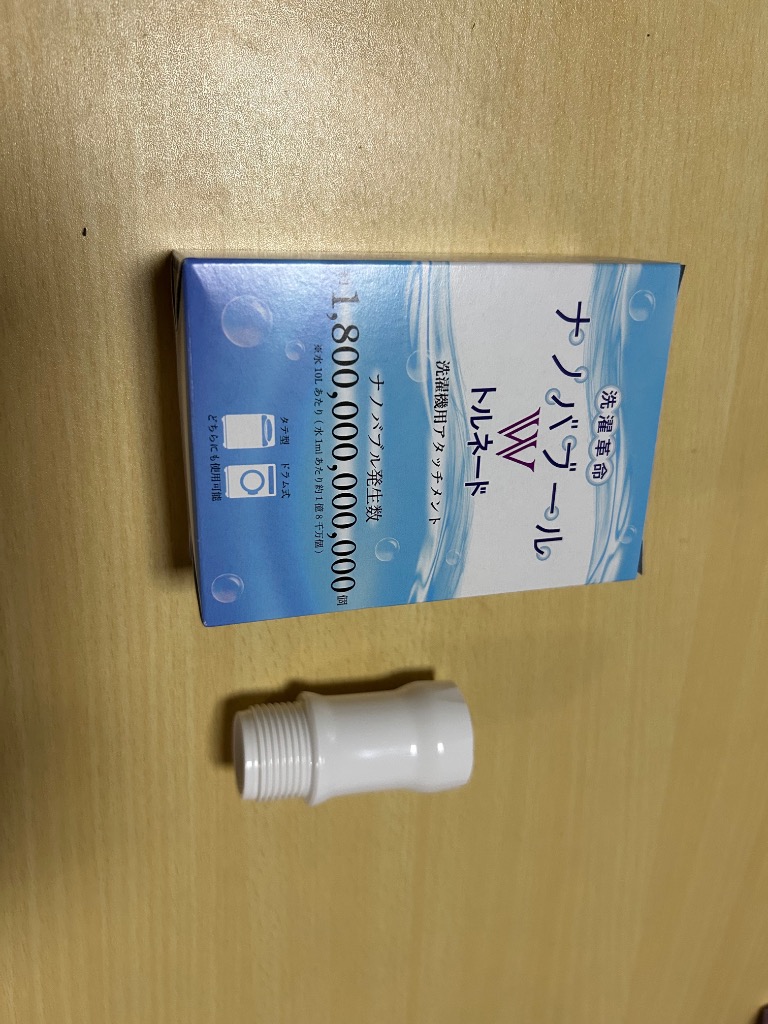 洗濯革命
ナノバブール
W
トルネード
洗濯機用アタッチメント
ナノバブル発生数
1,800,000,000,000個
※水10Lあたり（水1mlあたり約1億8千万個）
タテ型 ドラム式
どちらにも使用可能